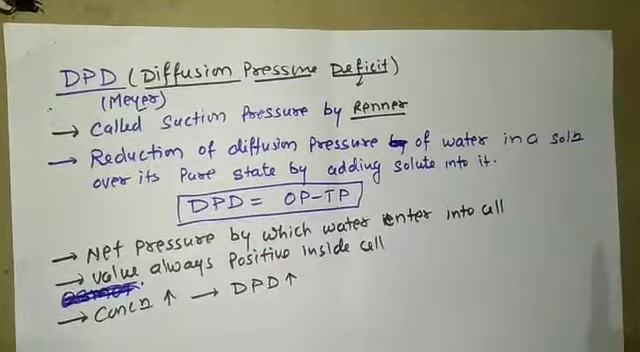 DPD (Diffusion Pressure Deficit)
(Meyer)
→ Called Suction Pressure by Renner
→ Reduction of diffusion pressure of water in a soln
over its pure state by adding solute into it.
DPD = OP-TP
→ Net pressure by which water enter into cell
→ Value always positive inside cell
→ Concn ↑ → DPD ↑